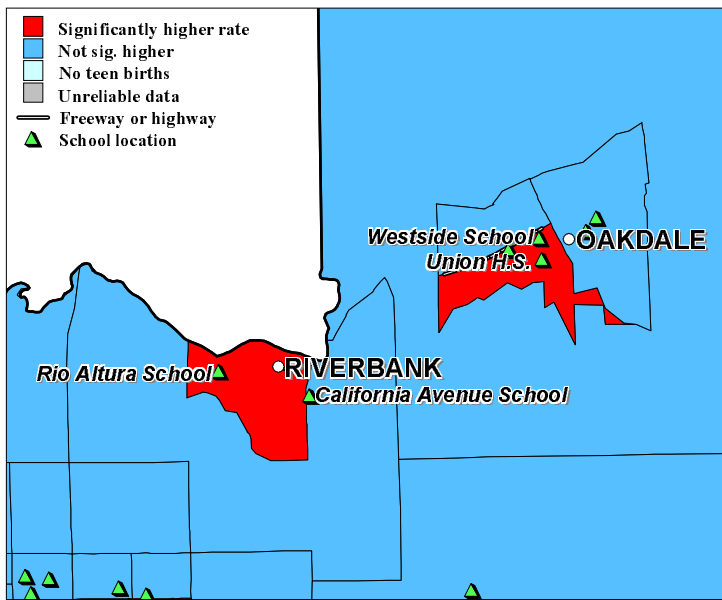 Significantly higher rate
Not sig. higher
No teen births
Unreliable data
Freeway or highway
School location
Westside School
OAKDALE
Union H.S.
Rio Altura School
RIVERBANK
California Avenue School